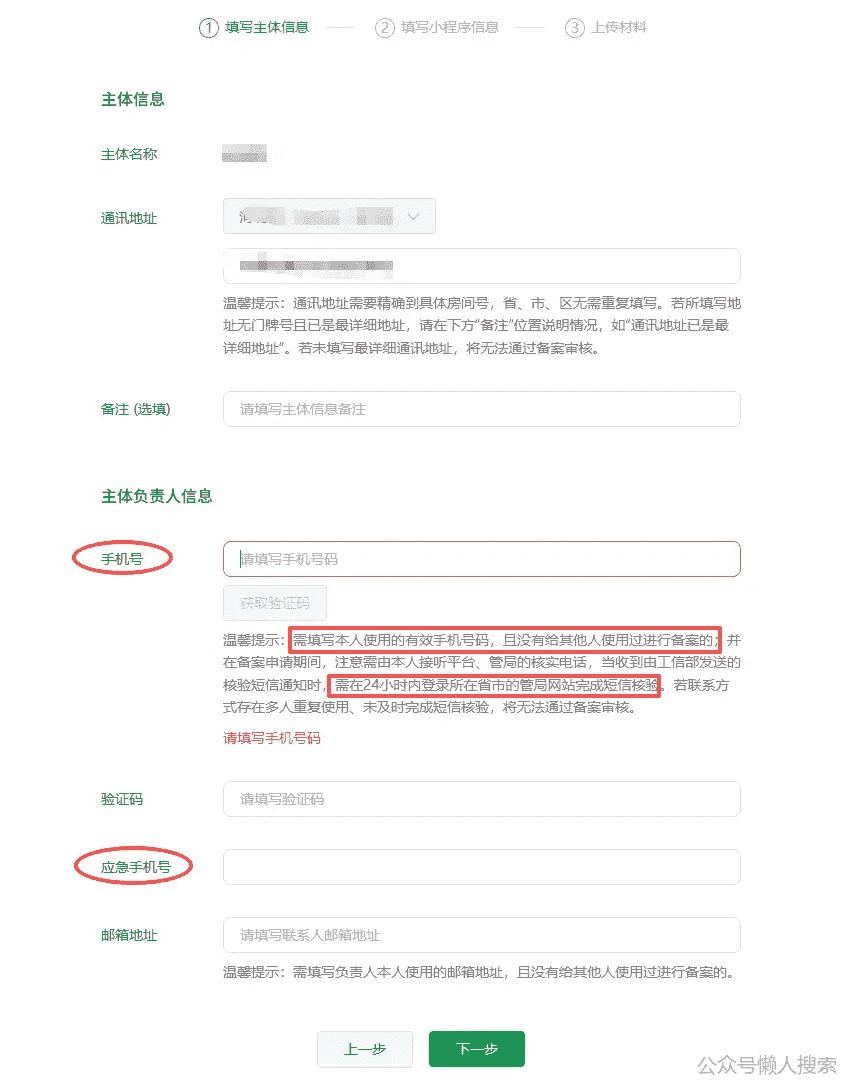 1 填写主体信息 2 填写小程序信息 3 上传材料
主体信息
主体名称
通讯地址
温馨提示：通讯地址需要精确到具体房间号，省、市、区无需重复填写。若所填写地
址无门牌号且已是最详细地址，请在下方“备注”位置说明情况，如“通讯地址已是最
详细地址”。若未填写最详细通讯地址，将无法通过备案审核。
备注 (选填) 请填写主体信息备注
主体负责人信息
手机号 请填写手机号码
获取验证码
温馨提示：需填写本人使用的有效手机号码，且没有给其他人使用过进行备案的；并
在备案申请期间，注意需由本人接听平台、管局的核实电话，当收到由工信部发送的
核验短信通知时，需在24小时内登录所在省市的管局网站完成短信核验。若联系方
式存在多人重复使用、未及时完成短信核验，将无法通过备案审核。
请填写手机号码
验证码 请填写验证码
应急手机号
邮箱地址 请填写联系人邮箱地址
温馨提示：需填写负责人本人使用的邮箱地址，且没有给其他人使用过进行备案的。
上一步 下一步
公众号懒人搜索